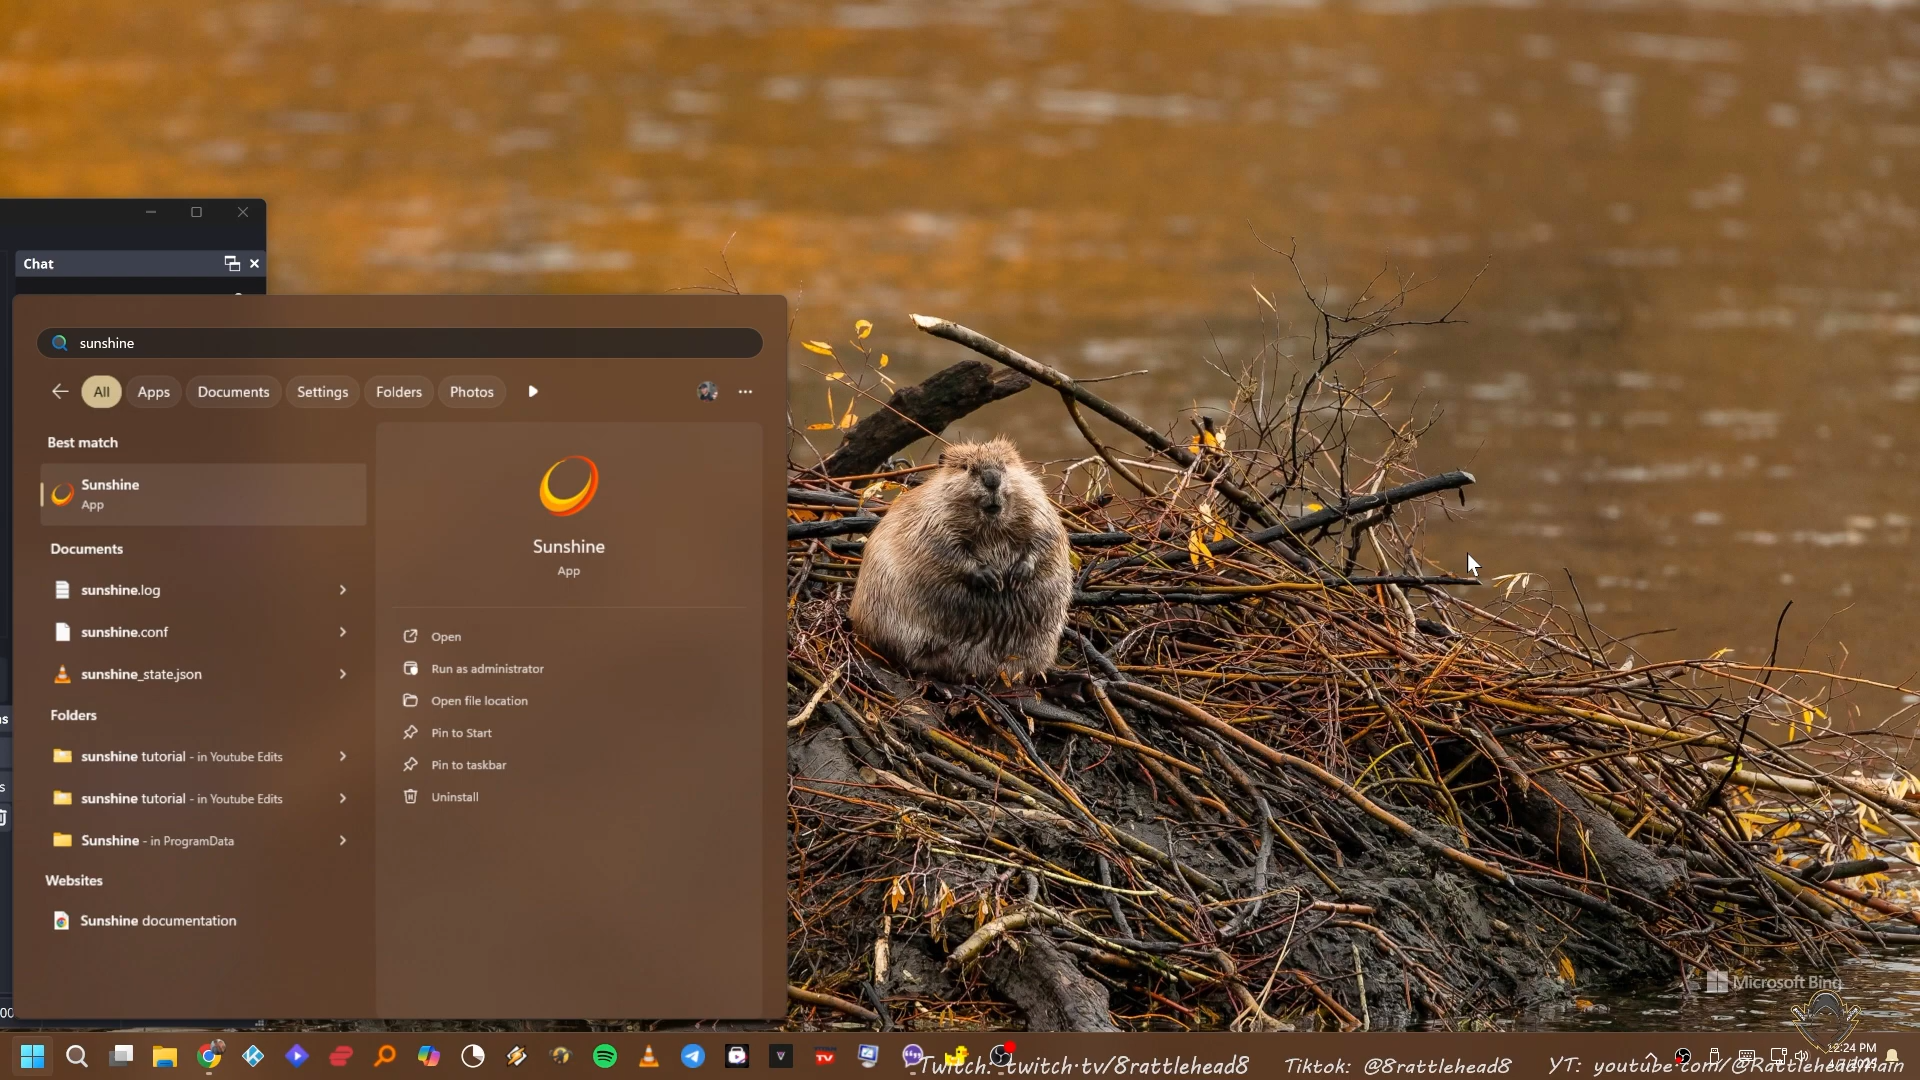 Chat
sunshine
All
Apps
Documents
Settings
Folders
Photos
Best match
Sunshine
App
Documents
sunshine.log
sunshine.conf
sunshine_state.json
Folders
sunshine tutorial - in Youtube Edits
sunshine tutorial - in Youtube Edits
Sunshine - in ProgramData
Websites
Sunshine documentation
Sunshine
App
Open
Run as administrator
Open file location
Pin to Start
Pin to taskbar
Uninstall
Microsoft Bing
TV
Twitch: twitch.tv/8rattlehead8
Tiktok: @8rattlehead8
YT: youtube.com/@Rattleheadmain
12:24 PM